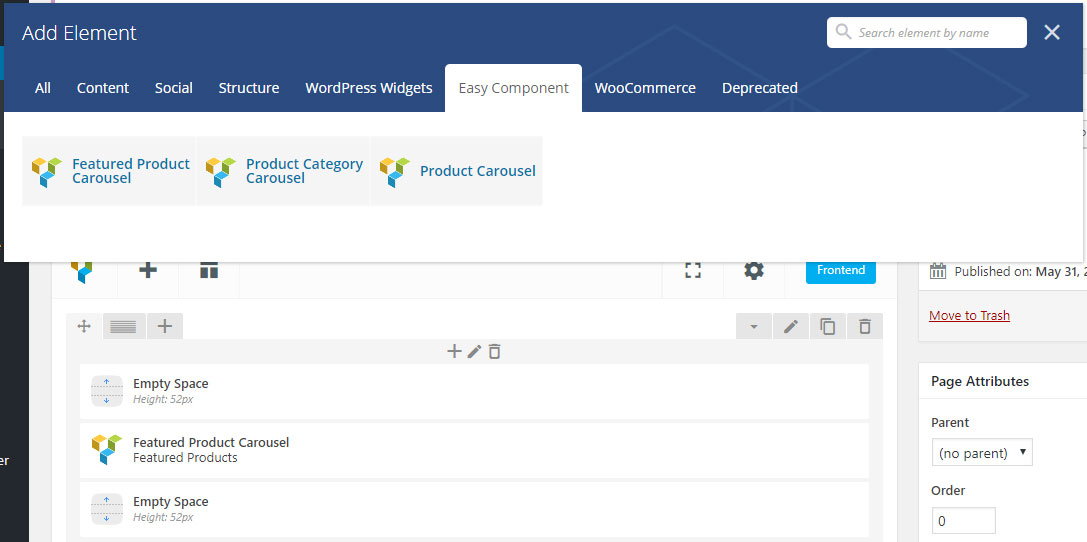 Add Element
Search element by name
All Content Social Structure WordPress Widgets Easy Component WooCommerce Deprecated
Featured Product
Carousel
Product Category
Carousel
Product Carousel
Frontend
Published on: May 31, 2
Move to Trash
Empty Space
Height: 52px
Featured Product Carousel
Featured Products
Empty Space
Height: 52px
er
Page Attributes
Parent
(no parent)
Order
0